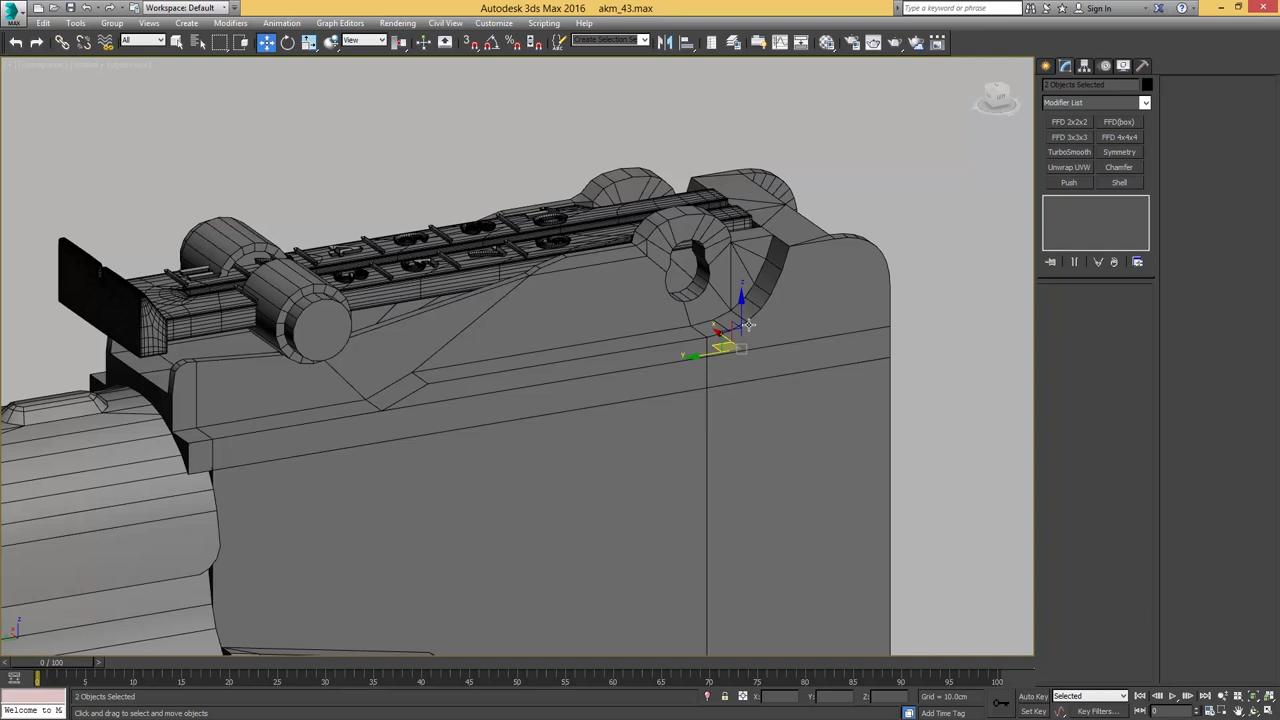 Workspace: Default
Autodesk 3ds Max 2016 akm_43.max
Type a keyword or phrase
Sign In
MAX
Edit Tools Group Views Create Modifiers Animation Graph Editors Rendering Civil View Customize Scripting Help
All
View
Create Selection Se
2 Objects Selected
Modifier List
FFD 2x2x2 FFD(box)
FFD 3x3x3 FFD 4x4x4
TurboSmooth Symmetry
Unwrap UVW Chamfer
Push Shell
z
x
y
z
0 / 100
0 5 10 15 20 25 30 35 40 45 50 55 60 65 70 75 80 85 90 95 100
2 Objects Selected X: Y: Z: Grid = 10.0cm Auto Key Selected
Welcome to M Click and drag to select and move objects Add Time Tag Set Key Key Filters... 0